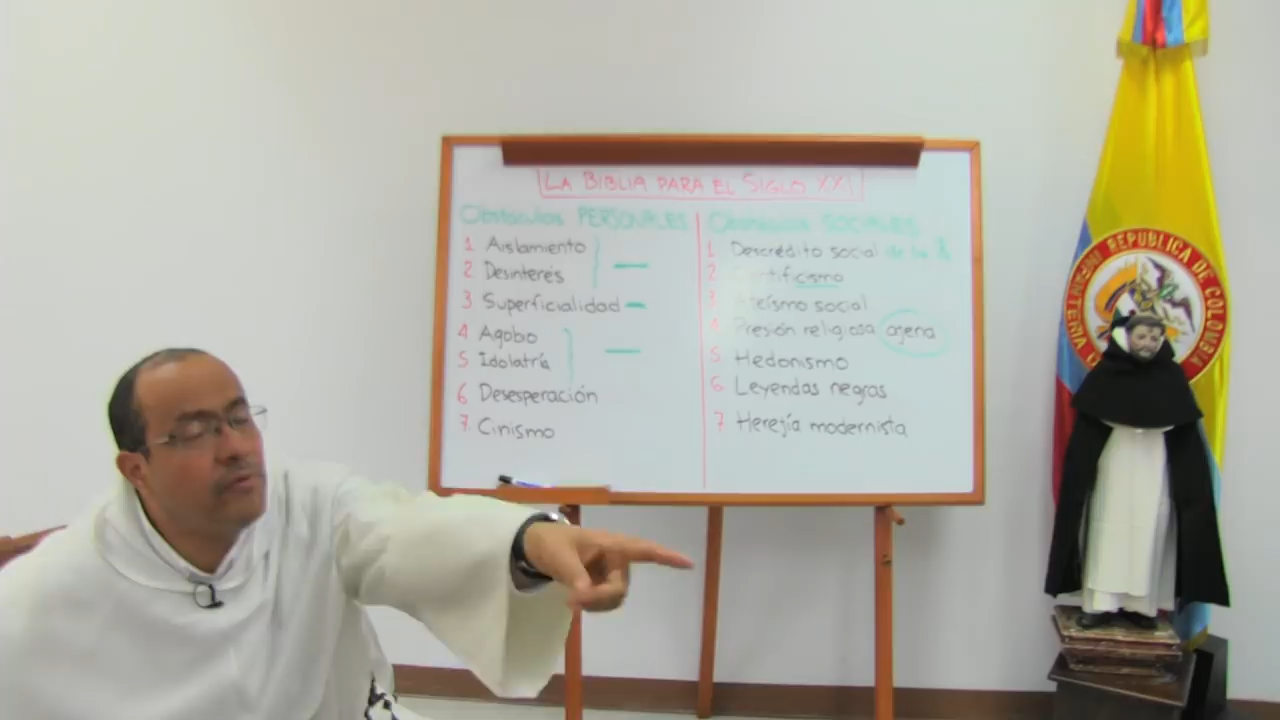 LA BIBLIA PARA EL SIGLO XXI
Obstáculos PERSONALES
1. Aislamiento
2. Desinterés
3 Superficialidad
4 Agobio
5 Idolatría
6 Desesperación
7. Cinismo
Obstáculos SOCIALES
1 Descrédito social de la
2
3 Ateísmo social
4 Presión religiosa ajena
5 Hedonismo
6 Leyendas negras
7 Herejía modernista
REPUBLICA DE COLOMBIA